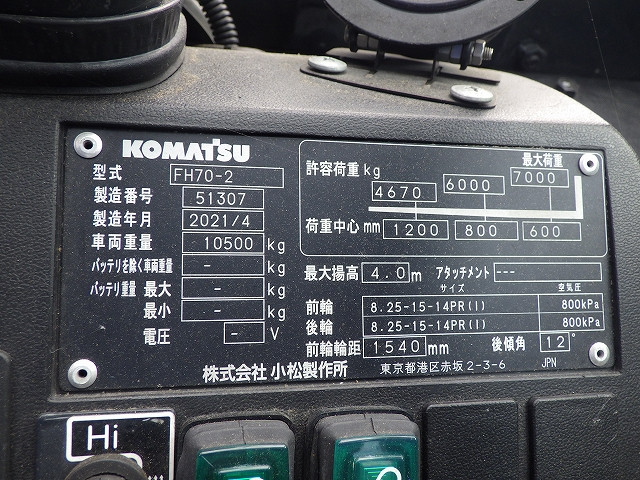 KOMATSU
型式 FH70-2
製造番号 51307
製造年月 2021/4
車両重量 10500 kg
バッテリを除く車両重量 - kg
バッテリ重量 最大 - kg
最小 - kg
電圧 - V
最大荷重
許容荷重 kg 4670 6000 7000
荷重中心 mm 1200 800 600
最大揚高 4.0 m アタッチメント ---
サイズ 空気圧
前輪 8.25-15-14PR(I) 800kPa
後輪 8.25-15-14PR(I) 800kPa
前輪輪距 1540 mm 後傾角 12°
株式会社 小松製作所 東京都港区赤坂2-3-6 JPN
Hi